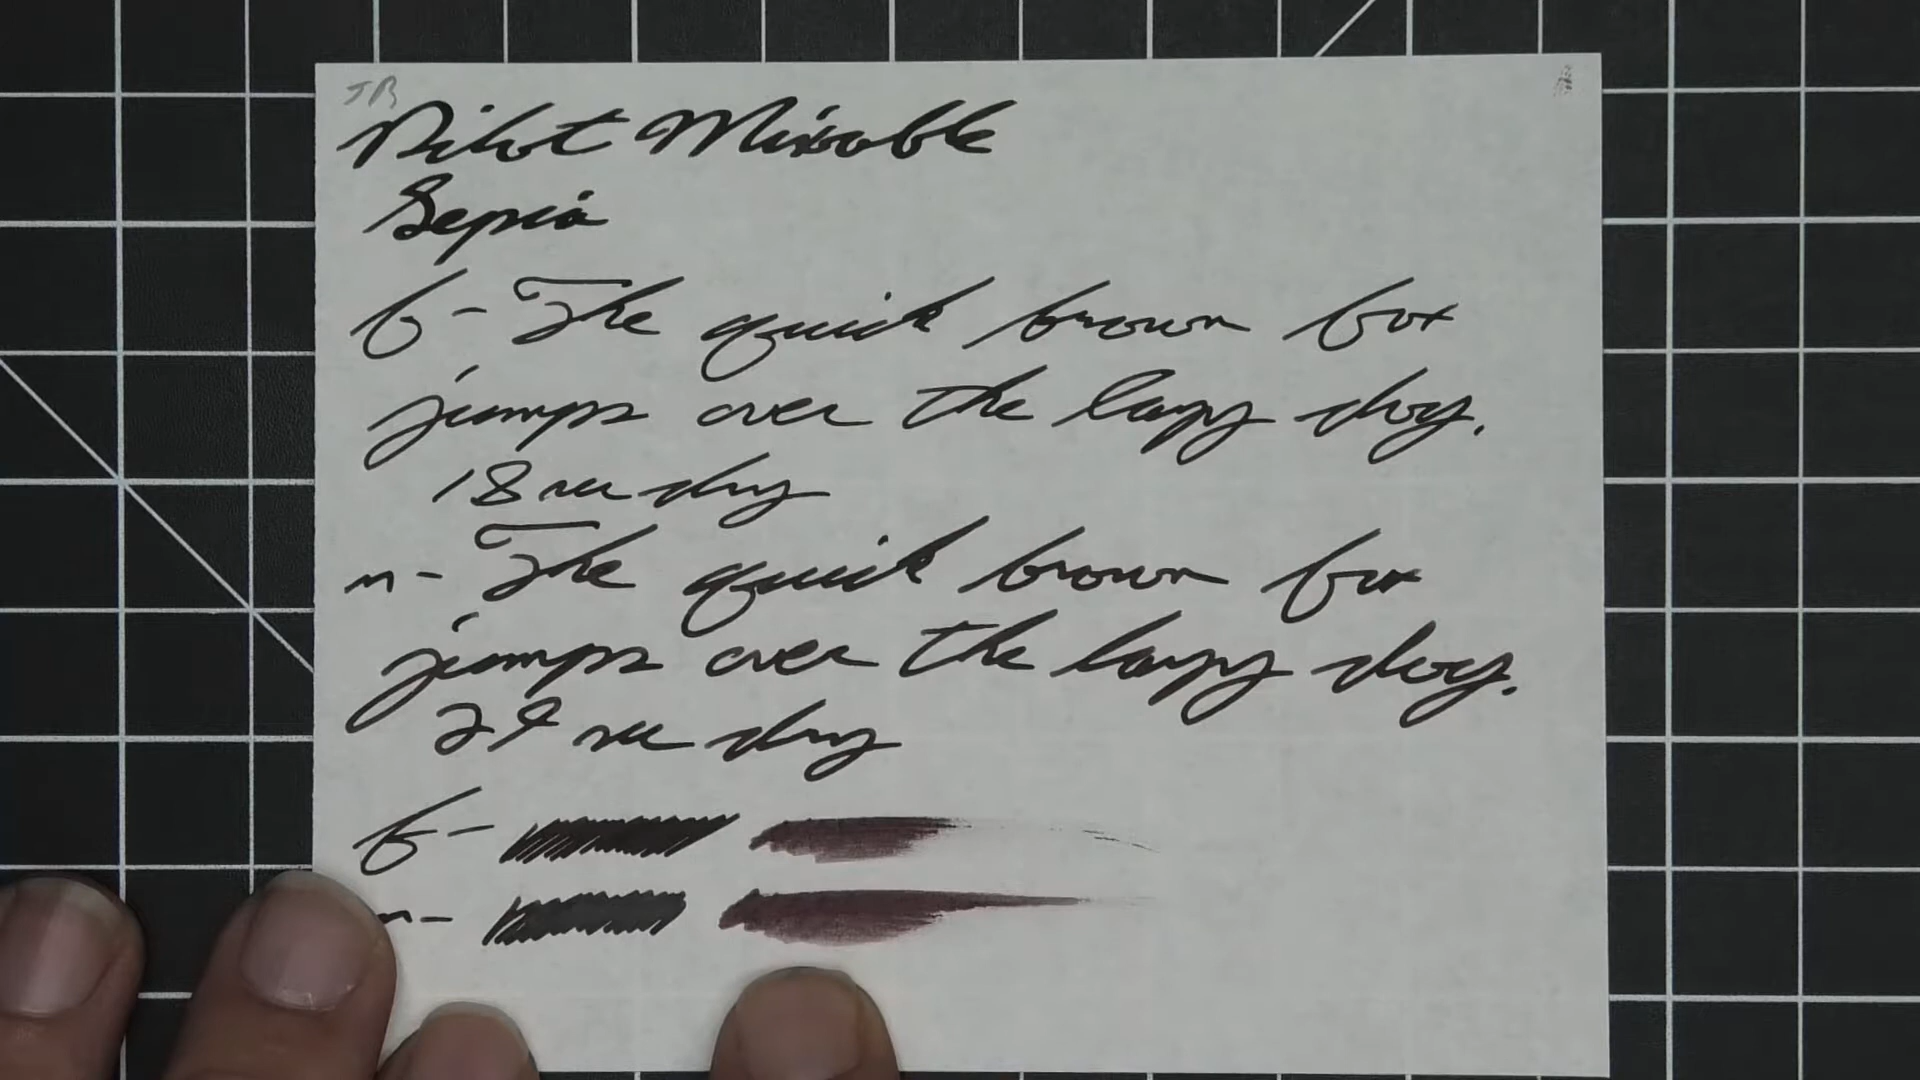 TR
Pilot Mixable
Sepia
f- The quick brown fox
jumps over the lazy dog.
18 sec dry
m- The quick brown fox
jumps over the lazy dog.
29 sec dry
f-
m-